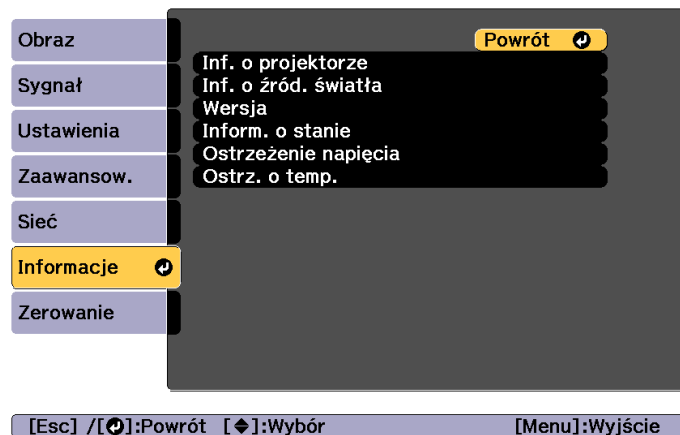 Obraz
Sygnał
Ustawienia
Zaawansow.
Sieć
Informacje
Zerowanie
Powrót
Inf. o projektorze
Inf. o źród. światła
Wersja
Inform. o stanie
Ostrzeżenie napięcia
Ostrz. o temp.
[Esc] /[⏎]:Powrót [◆]:Wybór [Menu]:Wyjście